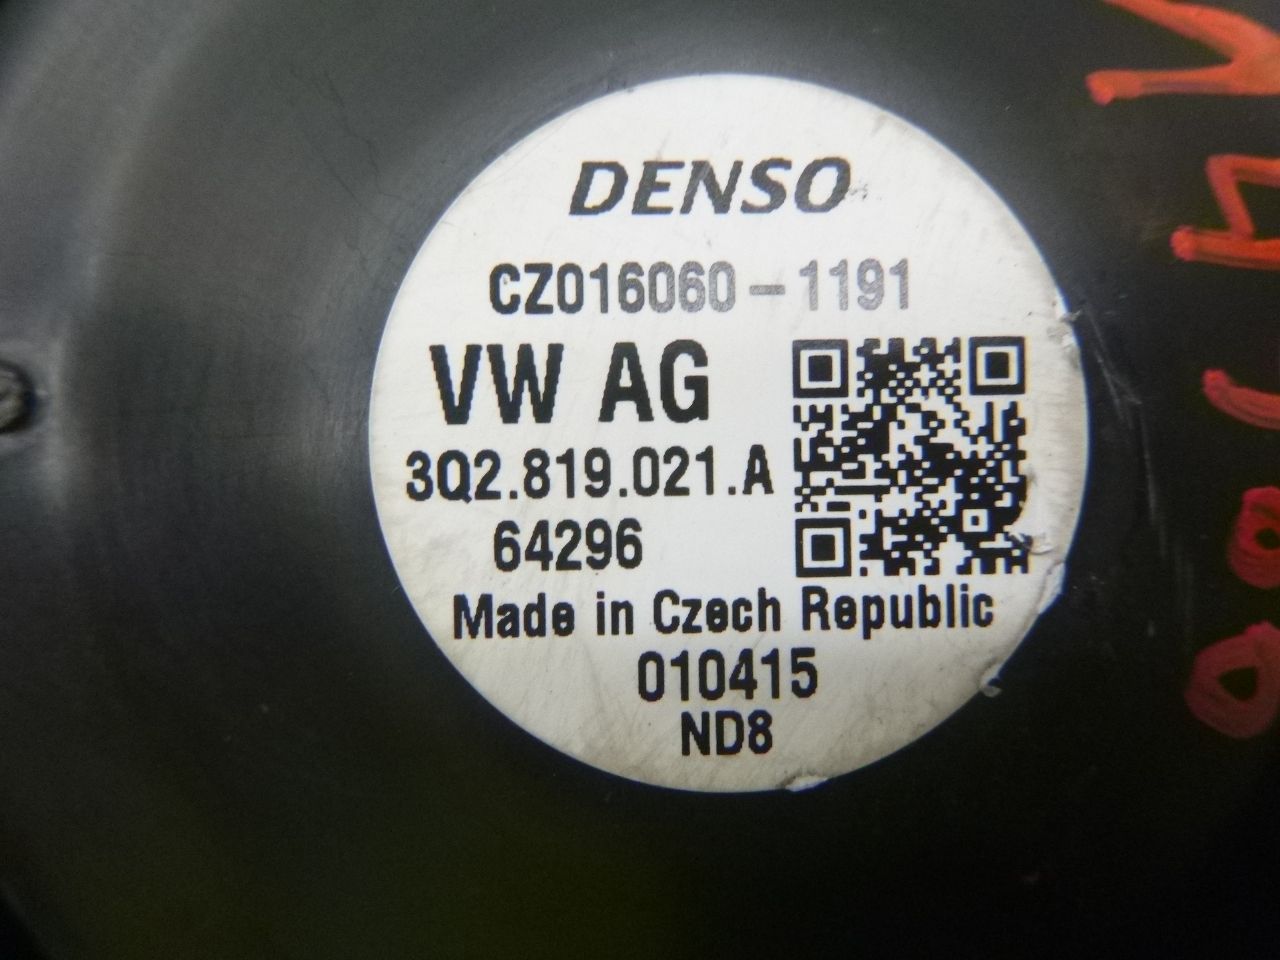 DENSO
CZ016060-1191
VW AG
3Q2.819.021.A
64296
Made in Czech Republic
010415
ND8